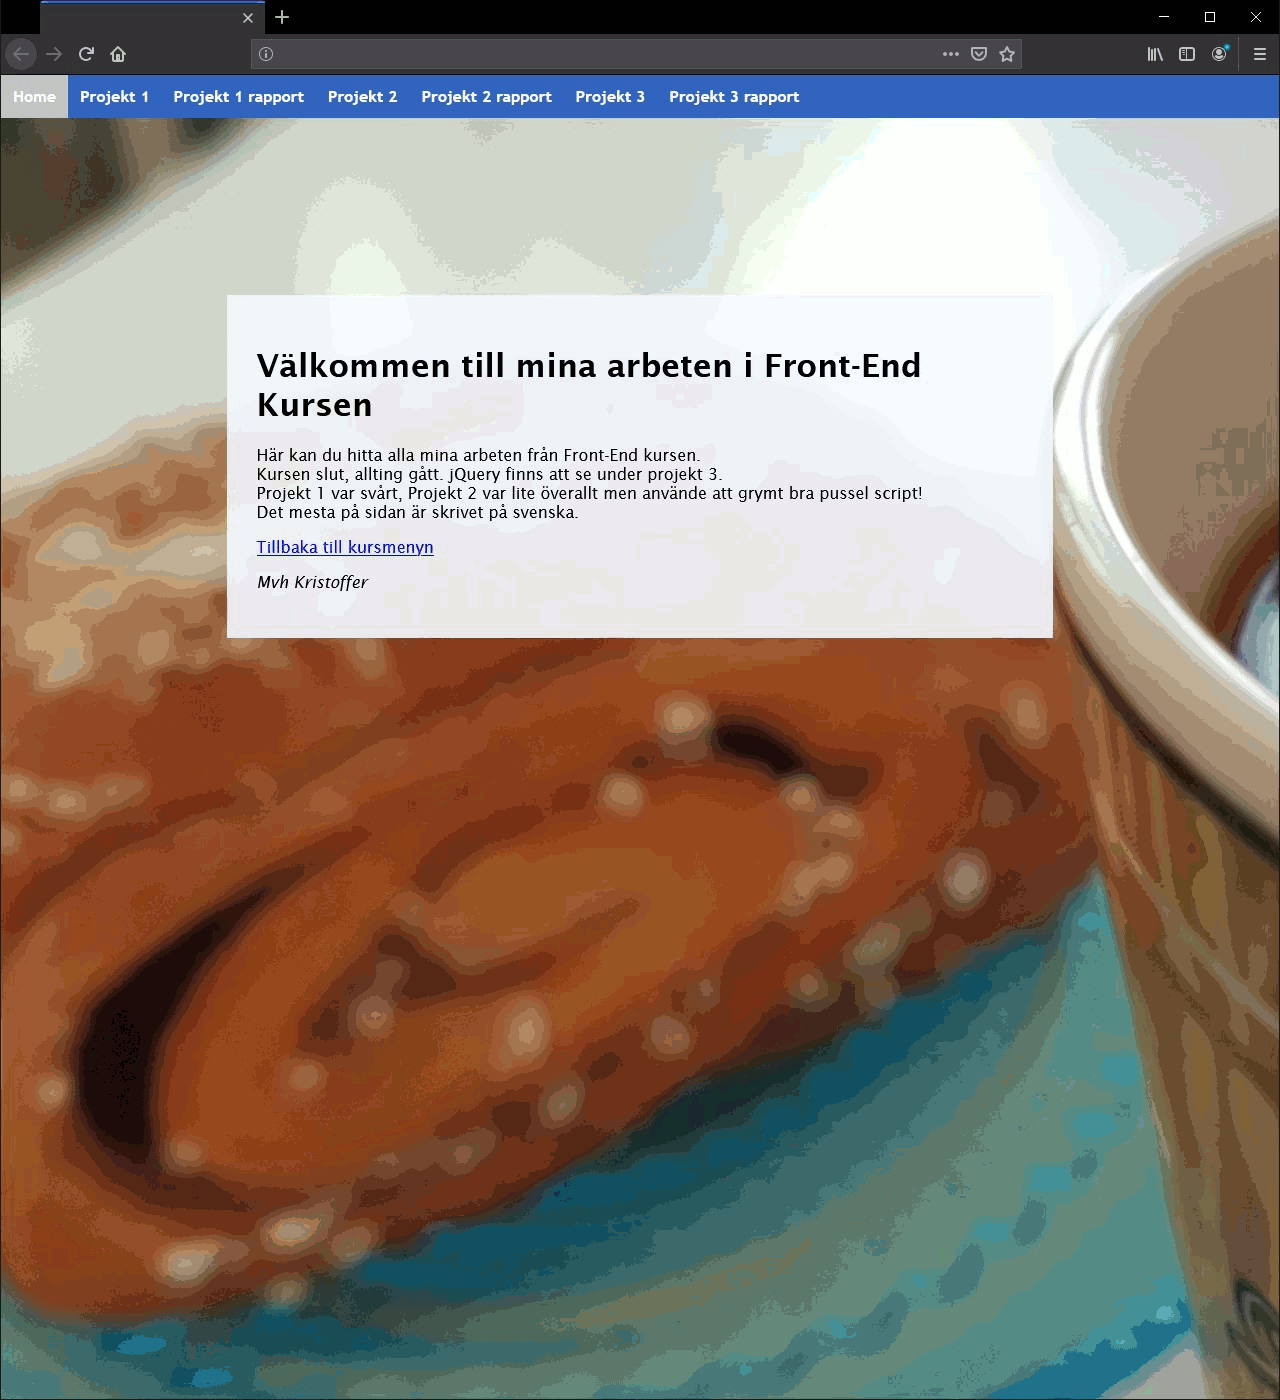 Home Projekt 1 Projekt 1 rapport Projekt 2 Projekt 2 rapport Projekt 3 Projekt 3 rapport
Välkommen till mina arbeten i Front-End
Kursen
Här kan du hitta alla mina arbeten från Front-End kursen.
Kursen slut, allting gått. jQuery finns att se under projekt 3.
Projekt 1 var svårt, Projekt 2 var lite överallt men använde att grymt bra pussel script!
Det mesta på sidan är skrivet på svenska.
Tillbaka till kursmenyn
Mvh Kristoffer